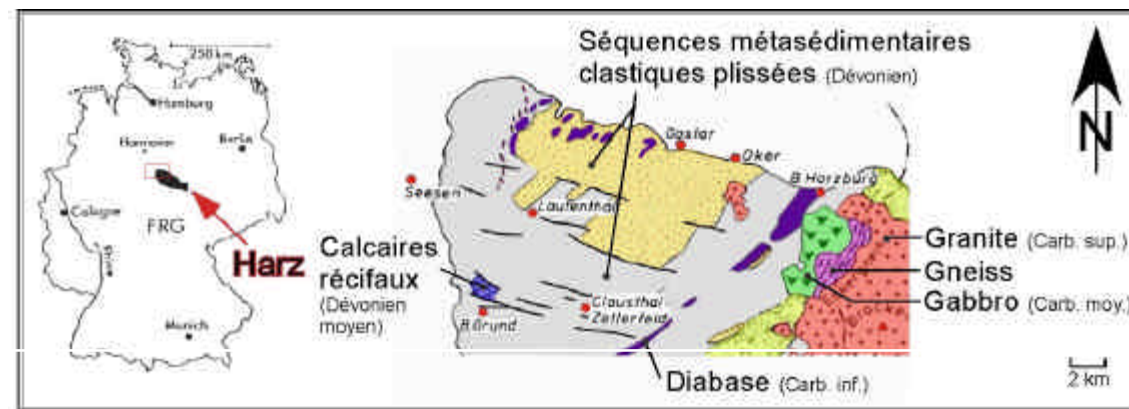 250 km
Hamburg
Hannover
Berlin
Cologne
FRG
Harz
Munich
Séquences métasédimentaires
clastiques plissées (Dévonien)
N
Goslar
Oker
B Harzburg
Seesen
Lautenthal
Calcaires
récifaux
(Dévonien
moyen)
Granite (Carb. sup.)
Gneiss
Gabbro (Carb. moy.)
Clausthal
Zellerfeld
B Grund
Diabase (Carb. inf.)
2 km